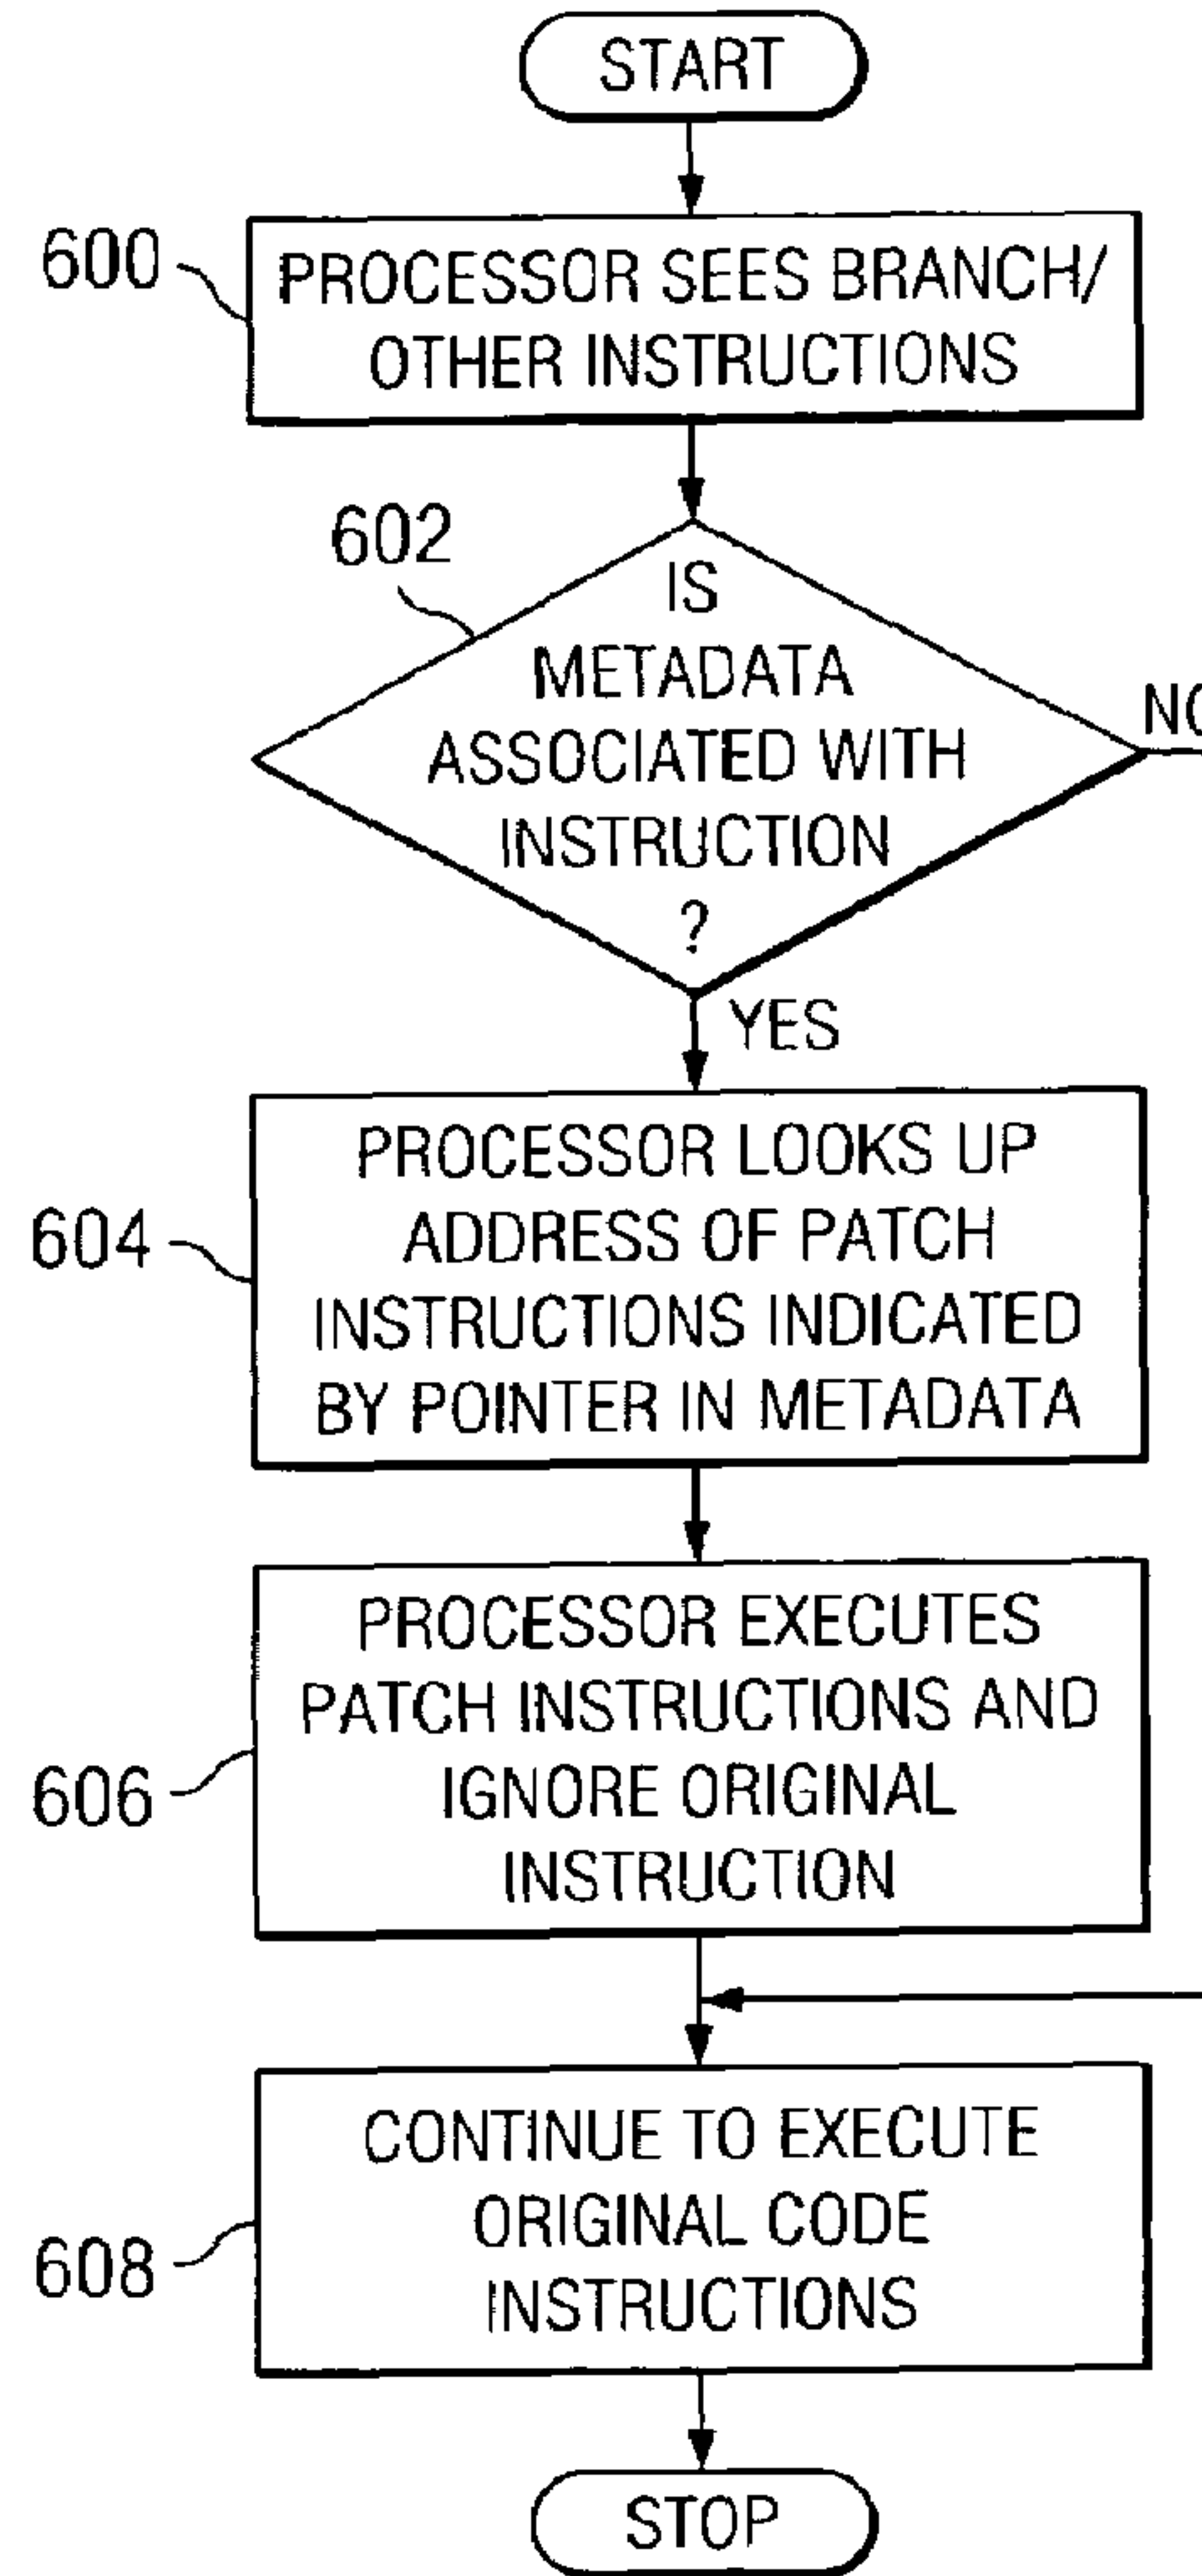 START
600
PROCESSOR SEES BRANCH/
OTHER INSTRUCTIONS
602
IS
METADATA
ASSOCIATED WITH
INSTRUCTION
?
NO
YES
604
PROCESSOR LOOKS UP
ADDRESS OF PATCH
INSTRUCTIONS INDICATED
BY POINTER IN METADATA
606
PROCESSOR EXECUTES
PATCH INSTRUCTIONS AND
IGNORE ORIGINAL
INSTRUCTION
608
CONTINUE TO EXECUTE
ORIGINAL CODE
INSTRUCTIONS
STOP